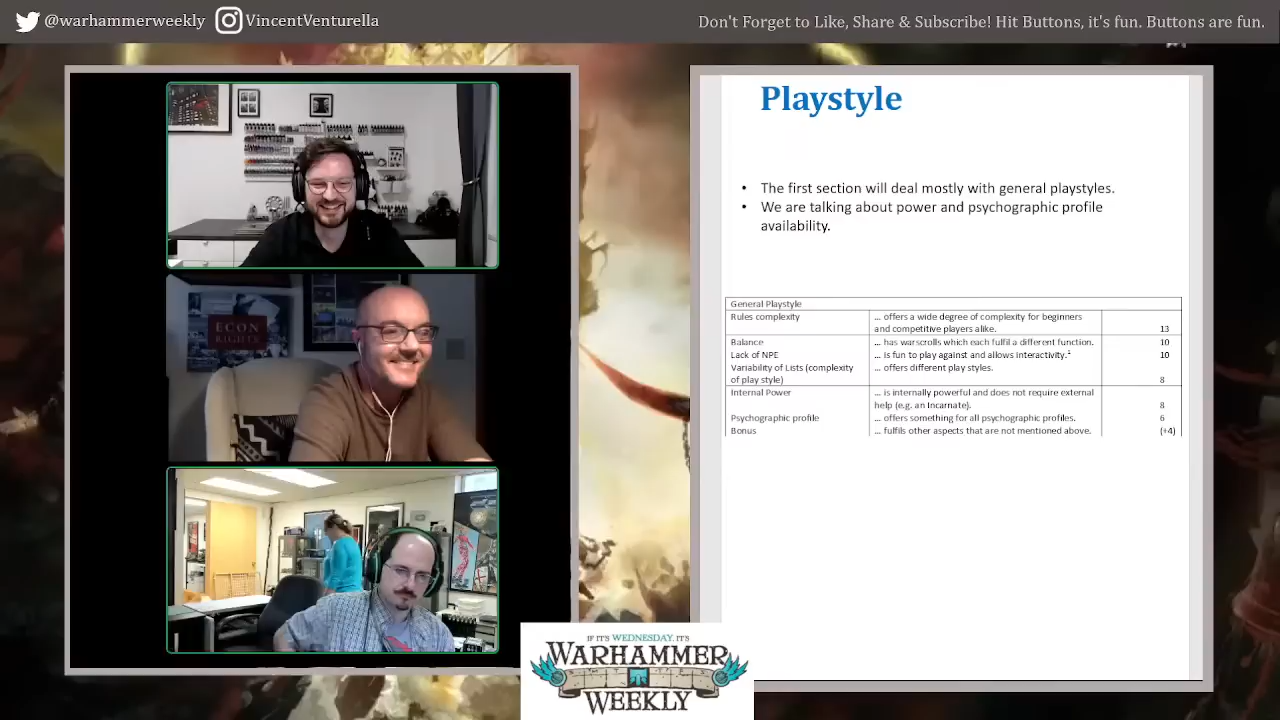 @warhammerweekly VincentVenturella
Don't Forget to Like, Share & Subscribe! Hit Buttons, it's fun. Buttons are fun.
ECON
RIGHTS
IF IT'S WEDNESDAY, IT'S
WARHAMMER
WEEKLY
Playstyle
• The first section will deal mostly with general playstyles.
• We are talking about power and psychographic profile
availability.
General Playstyle
Rules complexity ... offers a wide degree of complexity for beginners
and competitive players alike. 13
Balance ... has warscrolls which each fulfil a different function. 10
Lack of NPE ... is fun to play against and allows interactivity.¹ 10
Variability of Lists (complexity ... offers different play styles.
of play style) 8
Internal Power ... is internally powerful and does not require external
help (e.g. an Incarnate). 8
Psychographic profile ... offers something for all psychographic profiles. 6
Bonus ... fulfils other aspects that are not mentioned above. (+4)